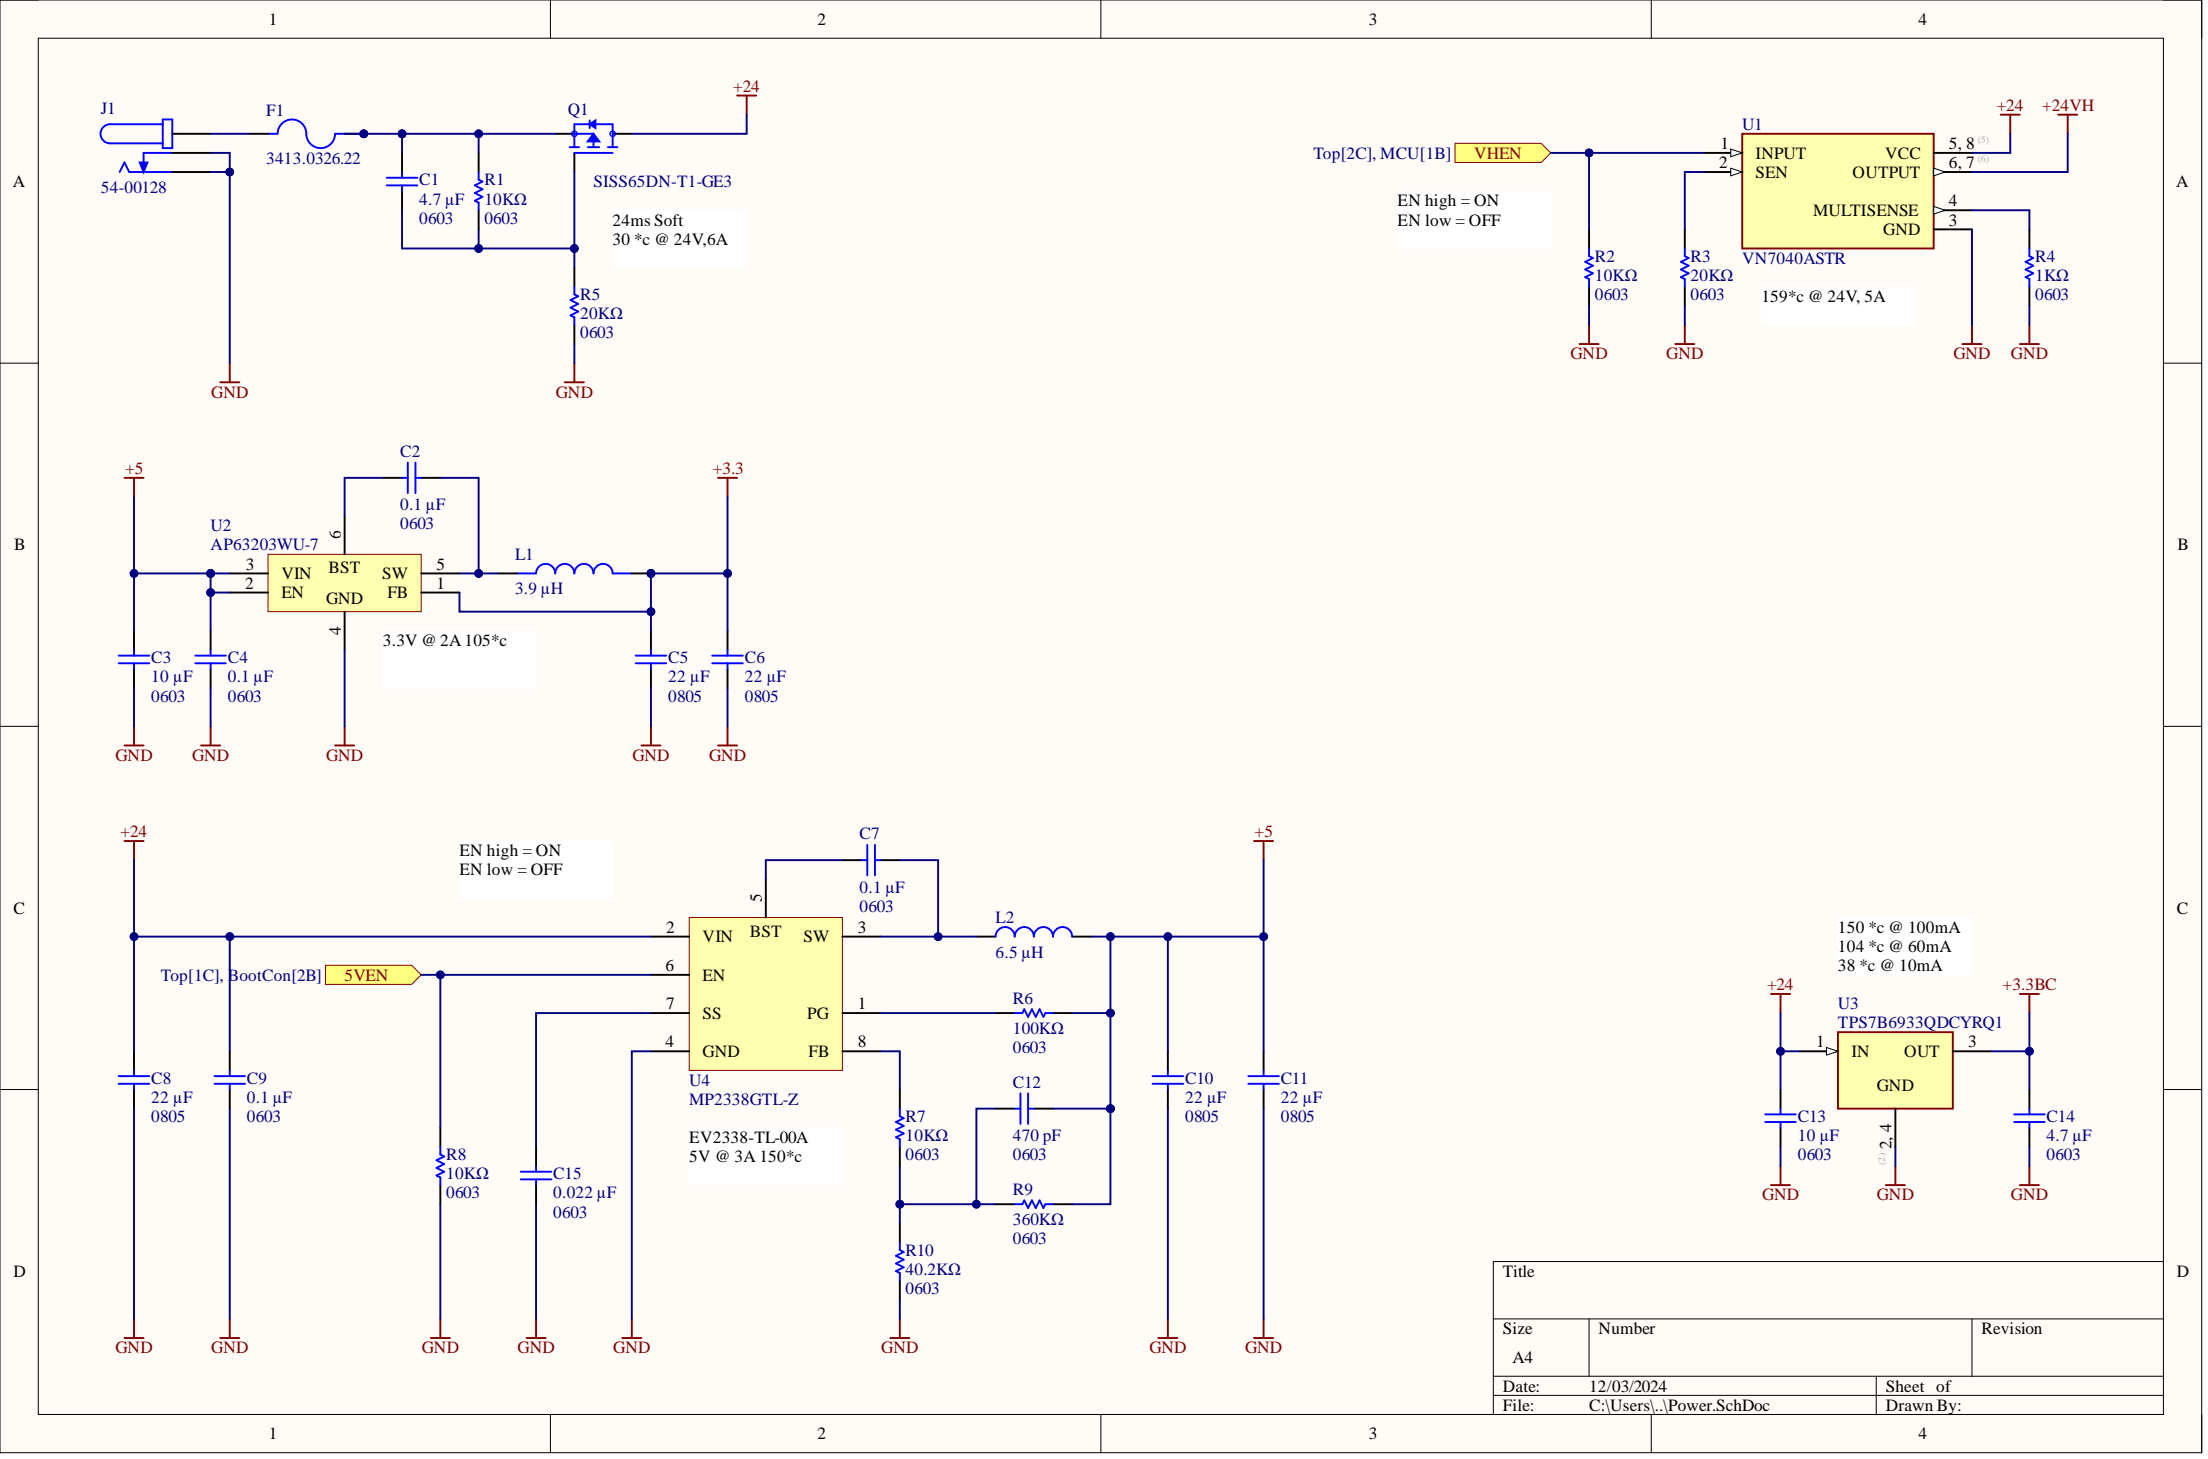 1
2
3
4
A
A
B
B
C
C
D
D
1
2
3
4
J1
54-00128
F1
3413.0326.22
C1
4.7 µF
0603
R1
10KΩ
0603
Q1
SISS65DN-T1-GE3
+24
24ms Soft
30 *c @ 24V,6A
R5
20KΩ
0603
GND
GND
Top[2C], MCU[1B]
VHEN
EN high = ON
EN low = OFF
R2
10KΩ
0603
GND
R3
20KΩ
0603
GND
U1
1
INPUT
2
SEN
VCC
5, 8 (5)
OUTPUT
6, 7 (6)
MULTISENSE
4
GND
3
VN7040ASTR
159*c @ 24V, 5A
+24
+24VH
R4
1KΩ
0603
GND
GND
+5
U2
AP63203WU-7
3
VIN
2
EN
BST
6
SW
5
FB
1
GND
4
C2
0.1 µF
0603
L1
3.9 µH
+3.3
3.3V @ 2A 105*c
C3
10 µF
0603
C4
0.1 µF
0603
C5
22 µF
0805
C6
22 µF
0805
GND
GND
GND
GND
GND
+24
EN high = ON
EN low = OFF
Top[1C], BootCon[2B]
5VEN
2
VIN
6
EN
7
SS
4
GND
BST
5
SW
3
PG
1
FB
8
U4
MP2338GTL-Z
EV2338-TL-00A
5V @ 3A 150*c
C7
0.1 µF
0603
L2
6.5 µH
+5
R6
100KΩ
0603
C12
470 pF
0603
R7
10KΩ
0603
R9
360KΩ
0603
R10
40.2KΩ
0603
C8
22 µF
0805
C9
0.1 µF
0603
R8
10KΩ
0603
C15
0.022 µF
0603
C10
22 µF
0805
C11
22 µF
0805
GND
GND
GND
GND
GND
GND
GND
GND
150 *c @ 100mA
104 *c @ 60mA
38 *c @ 10mA
+24
+3.3BC
U3
TPS7B6933QDCYRQ1
1
IN
OUT
3
GND
(2) 2, 4
C13
10 µF
0603
C14
4.7 µF
0603
GND
GND
GND
Title
Size
Number
Revision
A4
Date:
12/03/2024
Sheet of
File:
C:\Users\..\Power.SchDoc
Drawn By: